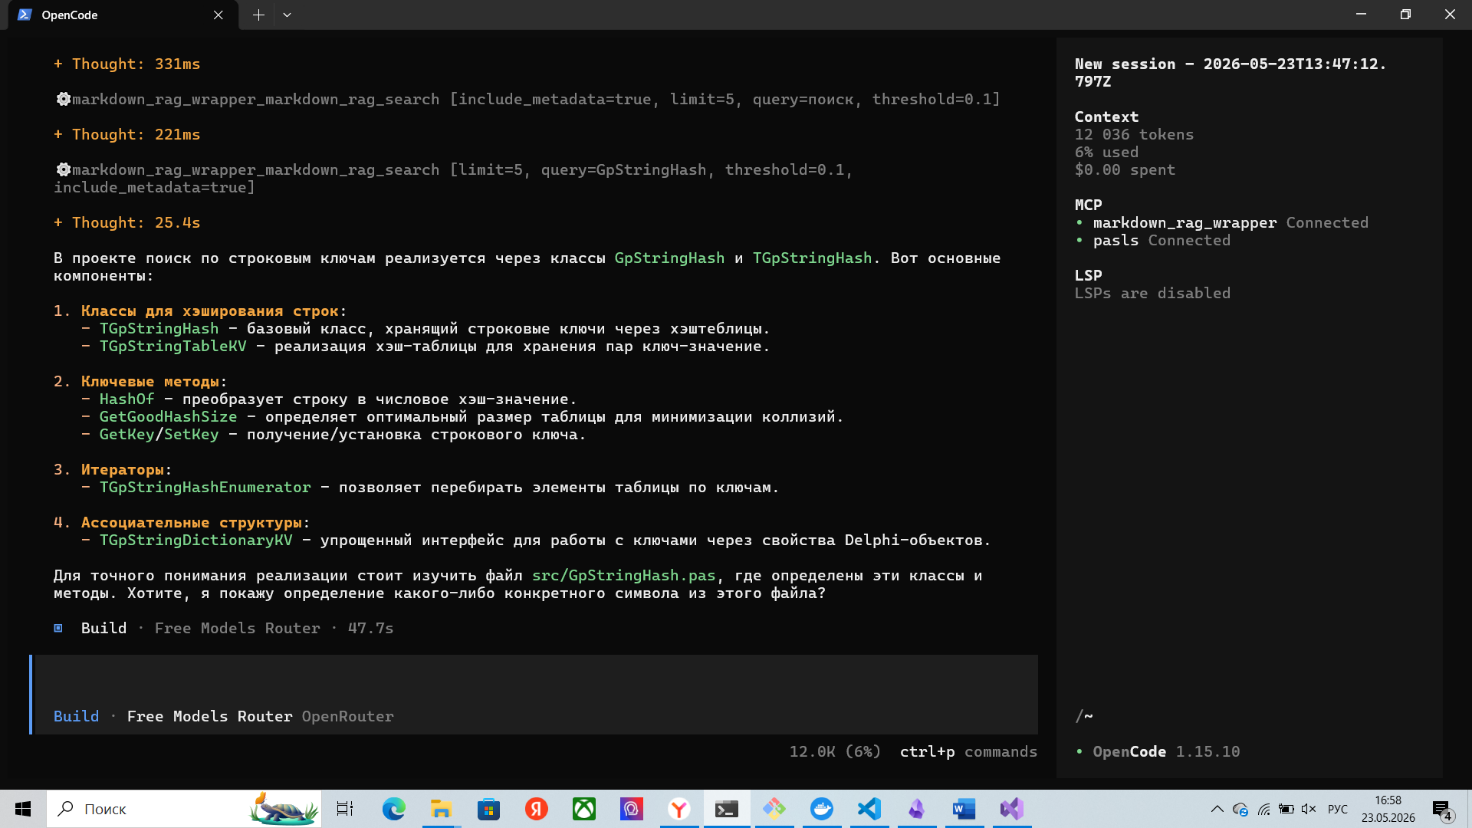 OpenCode
+ Thought: 331ms
markdown_rag_wrapper_markdown_rag_search [include_metadata=true, limit=5, query=поиск, threshold=0.1]
+ Thought: 221ms
markdown_rag_wrapper_markdown_rag_search [limit=5, query=GpStringHash, threshold=0.1,
include_metadata=true]
+ Thought: 25.4s
В проекте поиск по строковым ключам реализуется через классы GpStringHash и TGpStringHash. Вот основные
компоненты:
1. Классы для хэширования строк:
– TGpStringHash – базовый класс, хранящий строковые ключи через хэштеблицы.
– TGpStringTableKV – реализация хэш-таблицы для хранения пар ключ-значение.
2. Ключевые методы:
– HashOf – преобразует строку в числовое хэш-значение.
– GetGoodHashSize – определяет оптимальный размер таблицы для минимизации коллизий.
– GetKey/SetKey – получение/установка строкового ключа.
3. Итераторы:
– TGpStringHashEnumerator – позволяет перебирать элементы таблицы по ключам.
4. Ассоциательные структуры:
– TGpStringDictionaryKV – упрощенный интерфейс для работы с ключами через свойства Delphi-объектов.
Для точного понимания реализации стоит изучить файл src/GpStringHash.pas, где определены эти классы и
методы. Хотите, я покажу определение какого-либо конкретного символа из этого файла?
Build · Free Models Router · 47.7s
Build · Free Models Router OpenRouter
12.0K (6%) ctrl+p commands
New session - 2026-05-23T13:47:12.
797Z
Context
12 036 tokens
6% used
$0.00 spent
MCP
• markdown_rag_wrapper Connected
• pasls Connected
LSP
LSPs are disabled
/~
• OpenCode 1.15.10
Поиск
РУС
16:58
23.05.2026
4